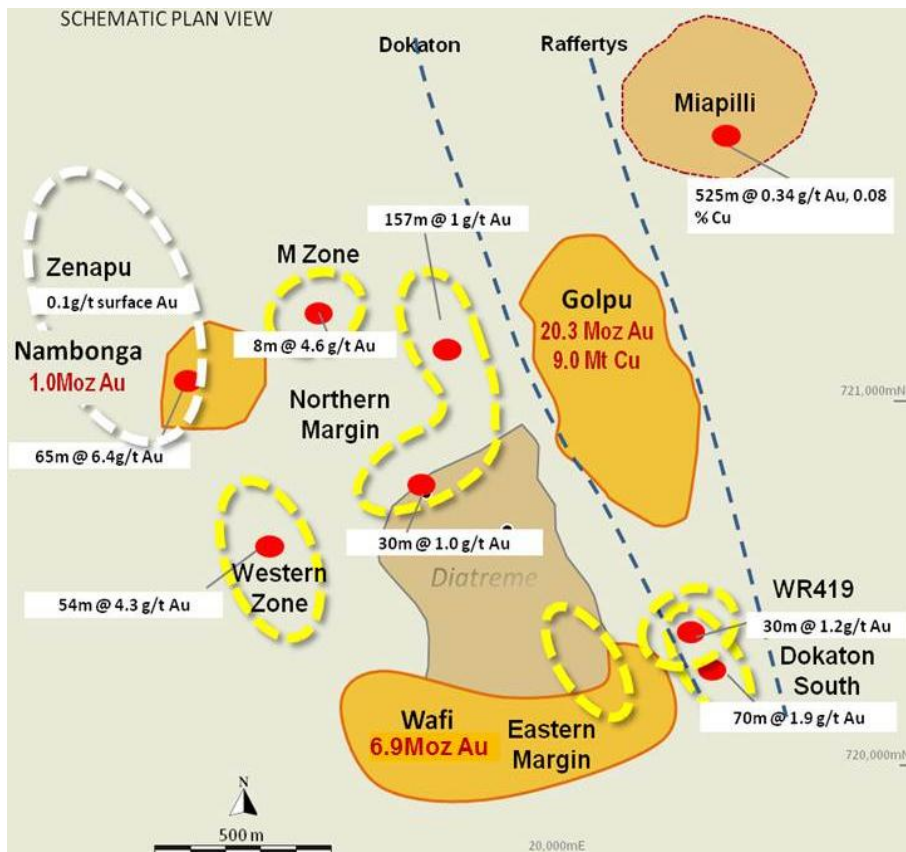 SCHEMATIC PLAN VIEW
Dokaton
Raffertys
Miapilli
525m @ 0.34 g/t Au, 0.08
% Cu
157m @ 1 g/t Au
Zenapu
0.1g/t surface Au
M Zone
8m @ 4.6 g/t Au
Golpu
20.3 Moz Au
9.0 Mt Cu
Nambonga
1.0Moz Au
721,000mN
Northern
Margin
65m @ 6.4g/t Au
30m @ 1.0 g/t Au
Diatreme
Western
Zone
54m @ 4.3 g/t Au
WR419
30m @ 1.2g/t Au
Dokaton
South
70m @ 1.9 g/t Au
Wafi
6.9Moz Au
Eastern
Margin
720,000mN
N
500 m
20,000mE